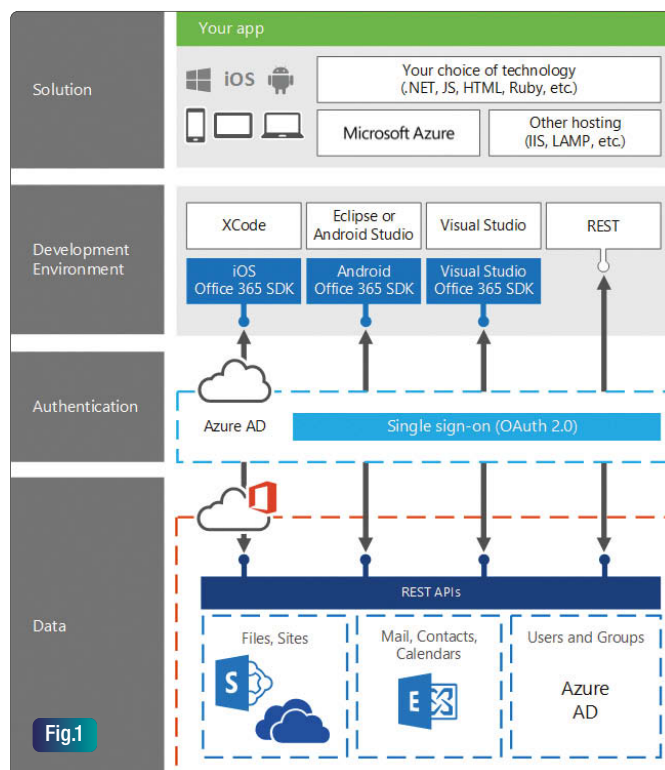 Your app
Solution
iOS
Your choice of technology
(.NET, JS, HTML, Ruby, etc.)
Microsoft Azure
Other hosting
(IIS, LAMP, etc.)
Development
Environment
XCode
Eclipse or
Android Studio
Visual Studio
REST
iOS
Office 365 SDK
Android
Office 365 SDK
Visual Studio
Office 365 SDK
Authentication
Azure AD
Single sign-on (OAuth 2.0)
Data
REST APIs
Files, Sites
S
Mail, Contacts,
Calendars
E
Users and Groups
Azure
AD
Fig.1